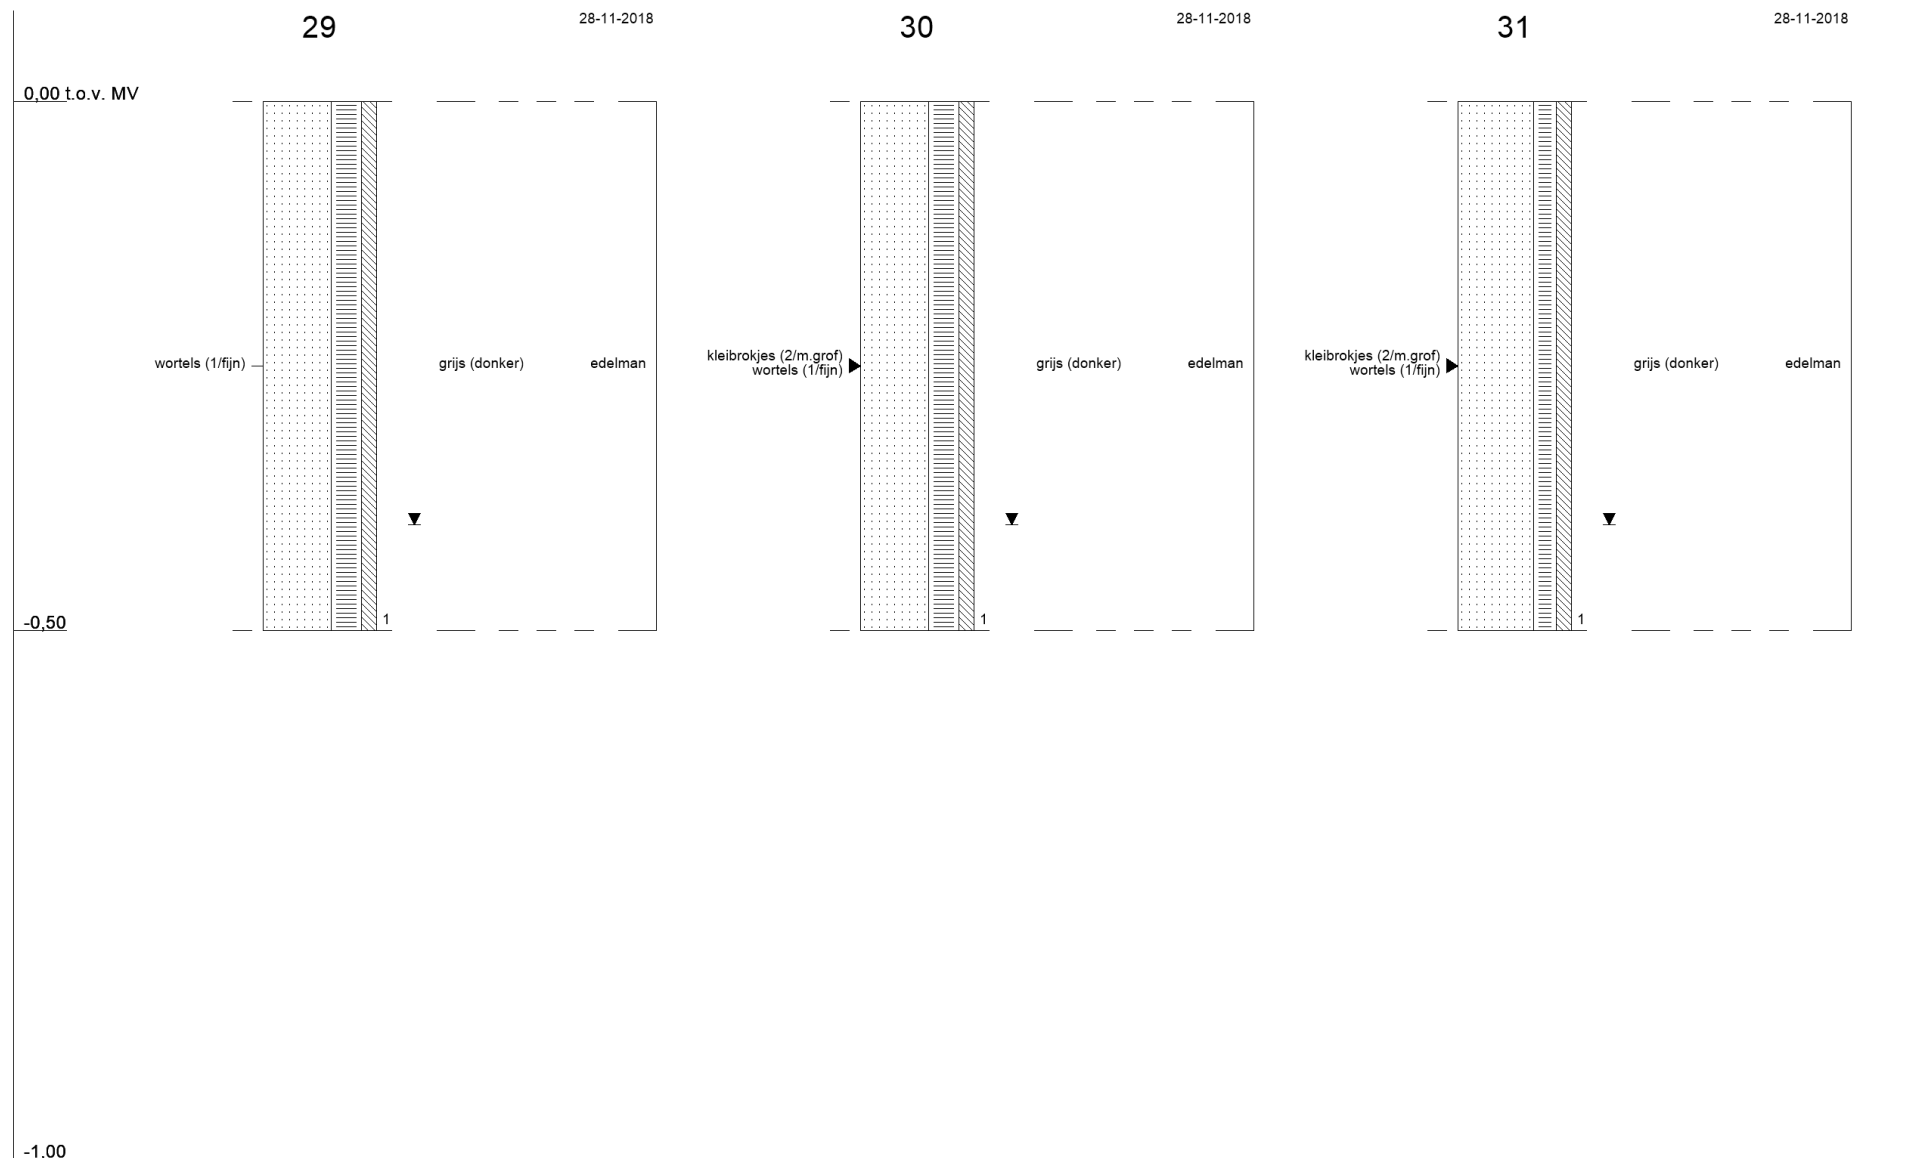 29
28-11-2018
30
28-11-2018
31
28-11-2018
0,00 t.o.v. MV
wortels (1/fijn)
grijs (donker)
edelman
1
kleibrokjes (2/m.grof)
wortels (1/fijn)
grijs (donker)
edelman
1
kleibrokjes (2/m.grof)
wortels (1/fijn)
grijs (donker)
edelman
1
-0,50
-1,00